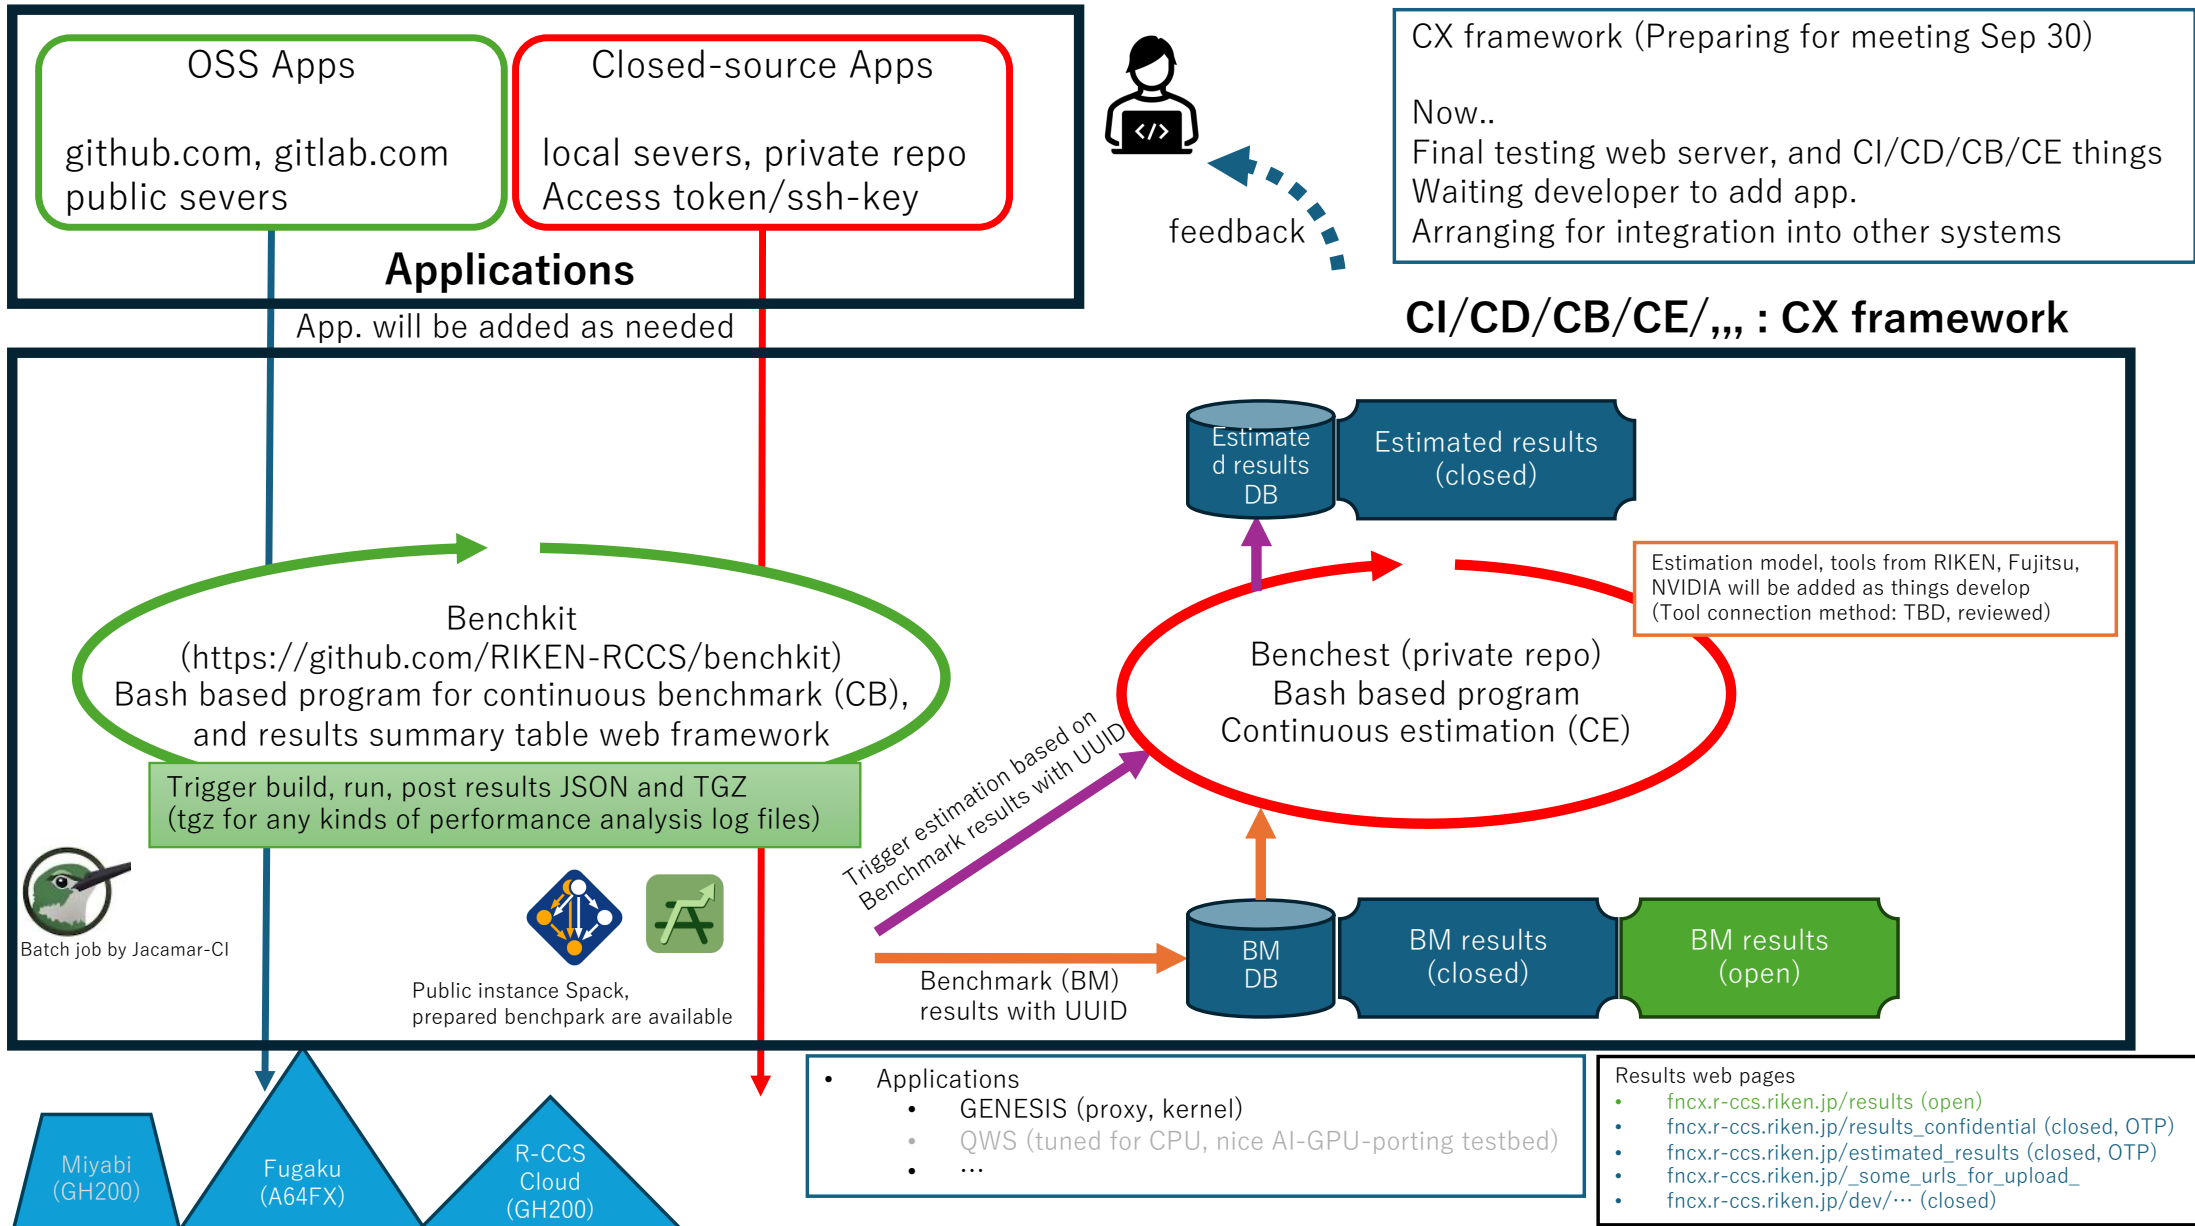 OSS Apps
github.com, gitlab.com
public severs
Closed-source Apps
local severs, private repo
Access token/ssh-key
Applications
</>
feedback
CX framework (Preparing for meeting Sep 30)
Now..
Final testing web server, and CI/CD/CB/CE things
Waiting developer to add app.
Arranging for integration into other systems
App. will be added as needed
CI/CD/CB/CE/,,, : CX framework
Estimate
d results
DB
Estimated results
(closed)
Estimation model, tools from RIKEN, Fujitsu,
NVIDIA will be added as things develop
(Tool connection method: TBD, reviewed)
Benchkit
(https://github.com/RIKEN-RCCS/benchkit)
Bash based program for continuous benchmark (CB),
and results summary table web framework
Trigger build, run, post results JSON and TGZ
(tgz for any kinds of performance analysis log files)
Benchest (private repo)
Bash based program
Continuous estimation (CE)
Trigger estimation based on
Benchmark results with UUID
Batch job by Jacamar-CI
Public instance Spack,
prepared benchpark are available
Benchmark (BM)
results with UUID
BM
DB
BM results
(closed)
BM results
(open)
Miyabi
(GH200)
Fugaku
(A64FX)
R-CCS
Cloud
(GH200)
• Applications
• GENESIS (proxy, kernel)
• QWS (tuned for CPU, nice AI-GPU-porting testbed)
• …
Results web pages
• fncx.r-ccs.riken.jp/results (open)
• fncx.r-ccs.riken.jp/results_confidential (closed, OTP)
• fncx.r-ccs.riken.jp/estimated_results (closed, OTP)
• fncx.r-ccs.riken.jp/_some_urls_for_upload_
• fncx.r-ccs.riken.jp/dev/… (closed)